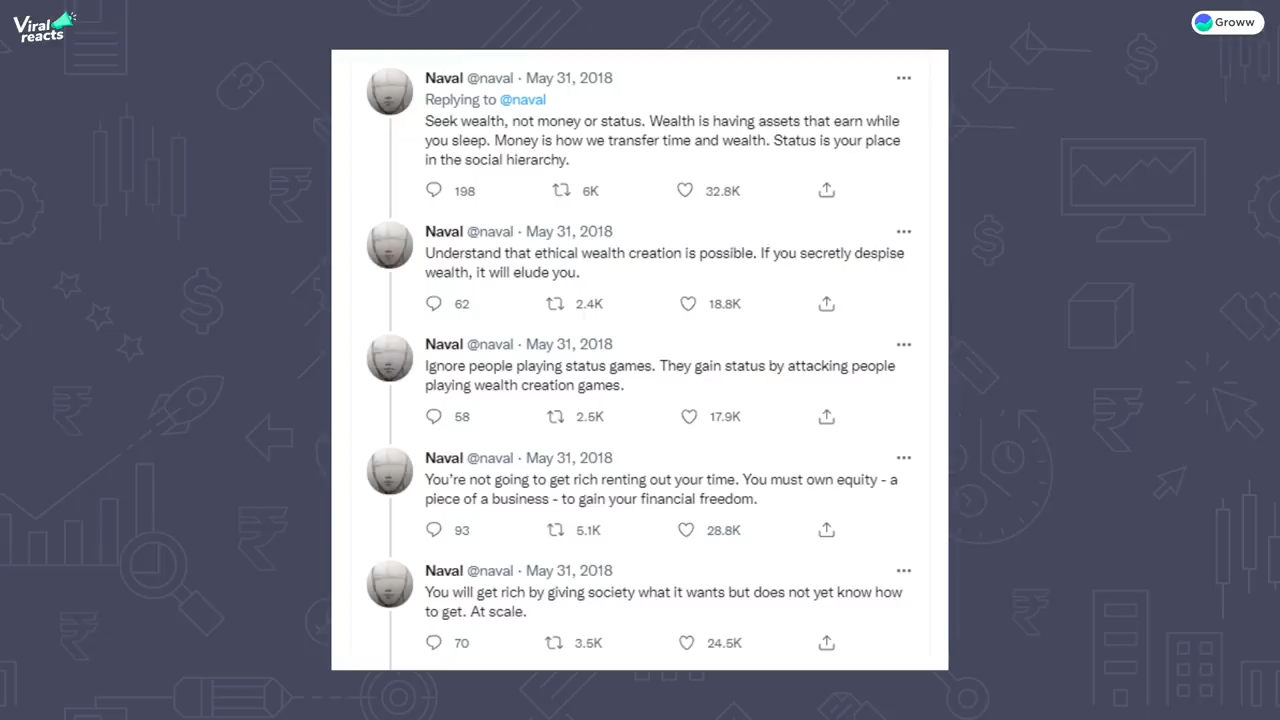 Viral
reacts
Groww
Naval @naval · May 31, 2018
Replying to @naval
Seek wealth, not money or status. Wealth is having assets that earn while
you sleep. Money is how we transfer time and wealth. Status is your place
in the social hierarchy.
198 6K 32.8K
Naval @naval · May 31, 2018
Understand that ethical wealth creation is possible. If you secretly despise
wealth, it will elude you.
62 2.4K 18.8K
Naval @naval · May 31, 2018
Ignore people playing status games. They gain status by attacking people
playing wealth creation games.
58 2.5K 17.9K
Naval @naval · May 31, 2018
You're not going to get rich renting out your time. You must own equity - a
piece of a business - to gain your financial freedom.
93 5.1K 28.8K
Naval @naval · May 31, 2018
You will get rich by giving society what it wants but does not yet know how
to get. At scale.
70 3.5K 24.5K